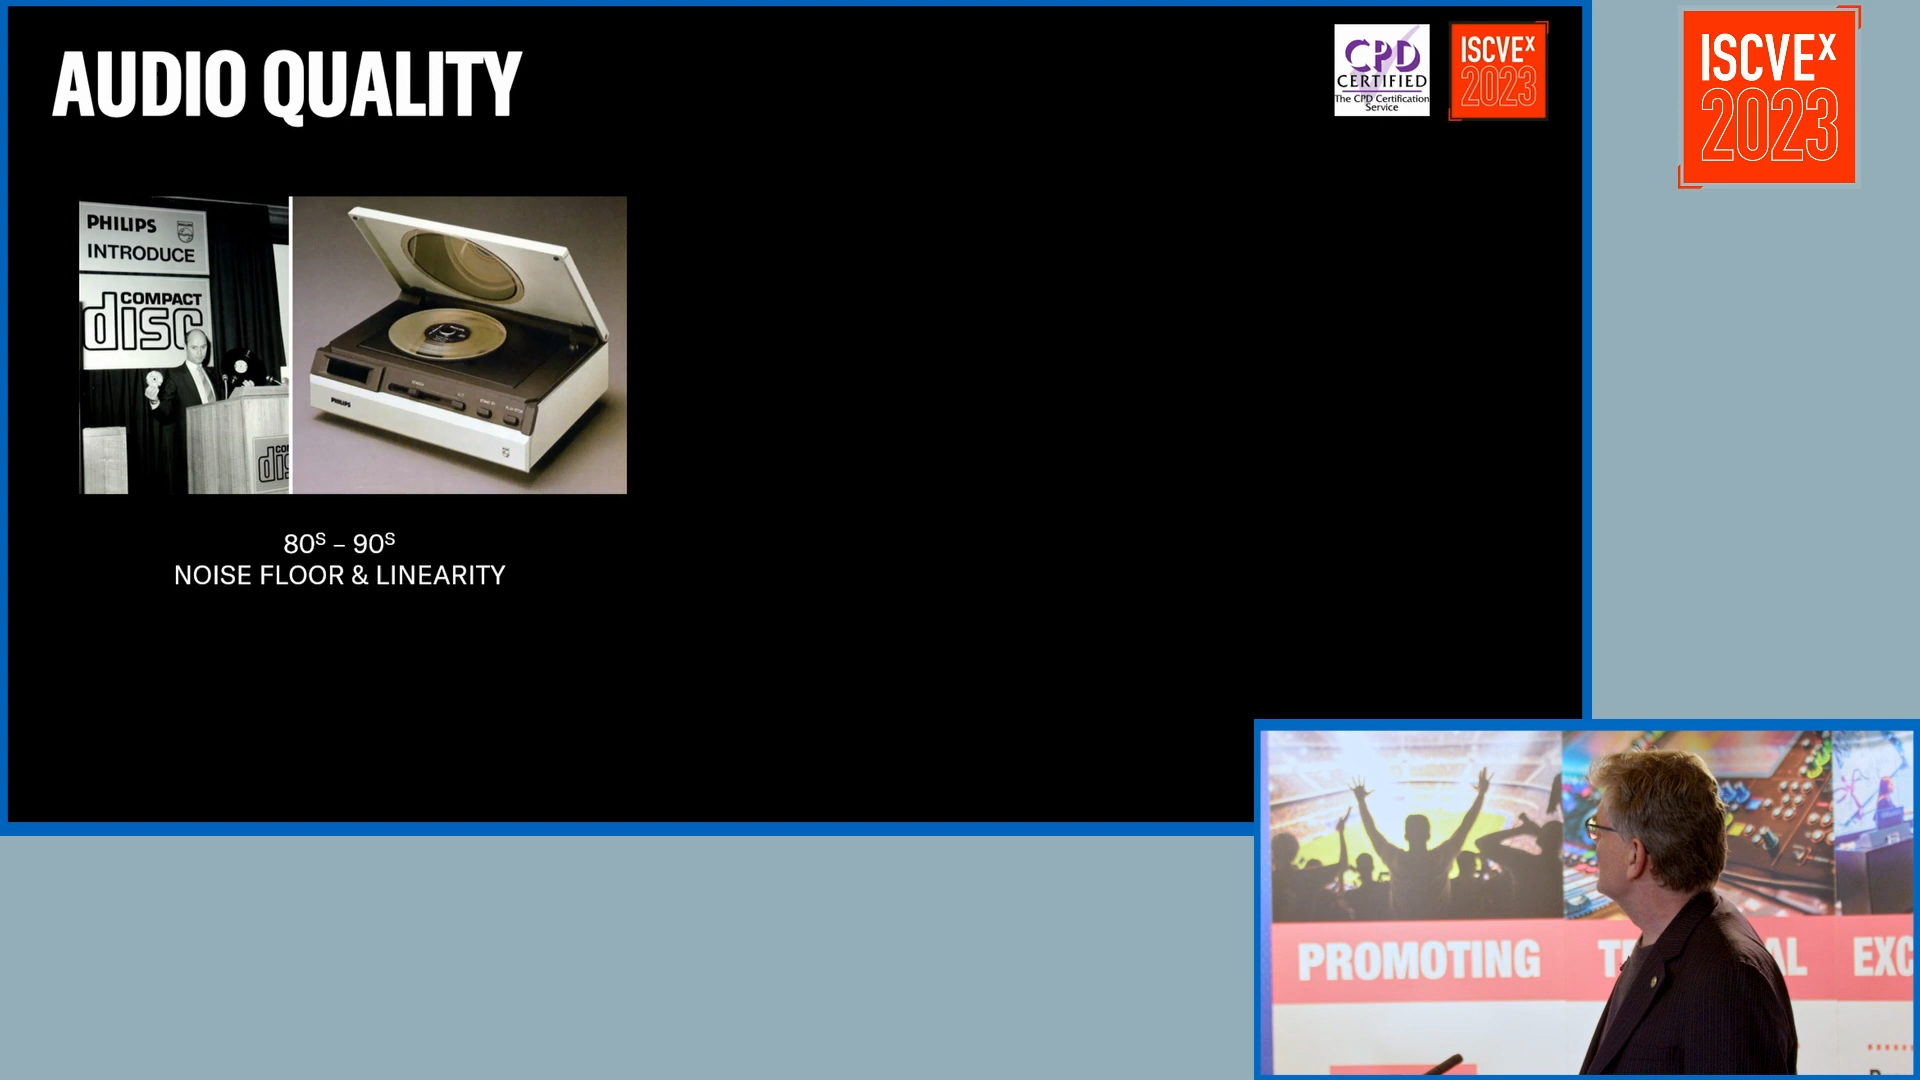 AUDIO QUALITY
CPD
CERTIFIED
The CPD Certification
Service
ISCVEx
2023
ISCVEx
2023
PHILIPS
INTRODUCE
COMPACT
disc
PHILIPS
80S – 90S
NOISE FLOOR & LINEARITY
PROMOTING